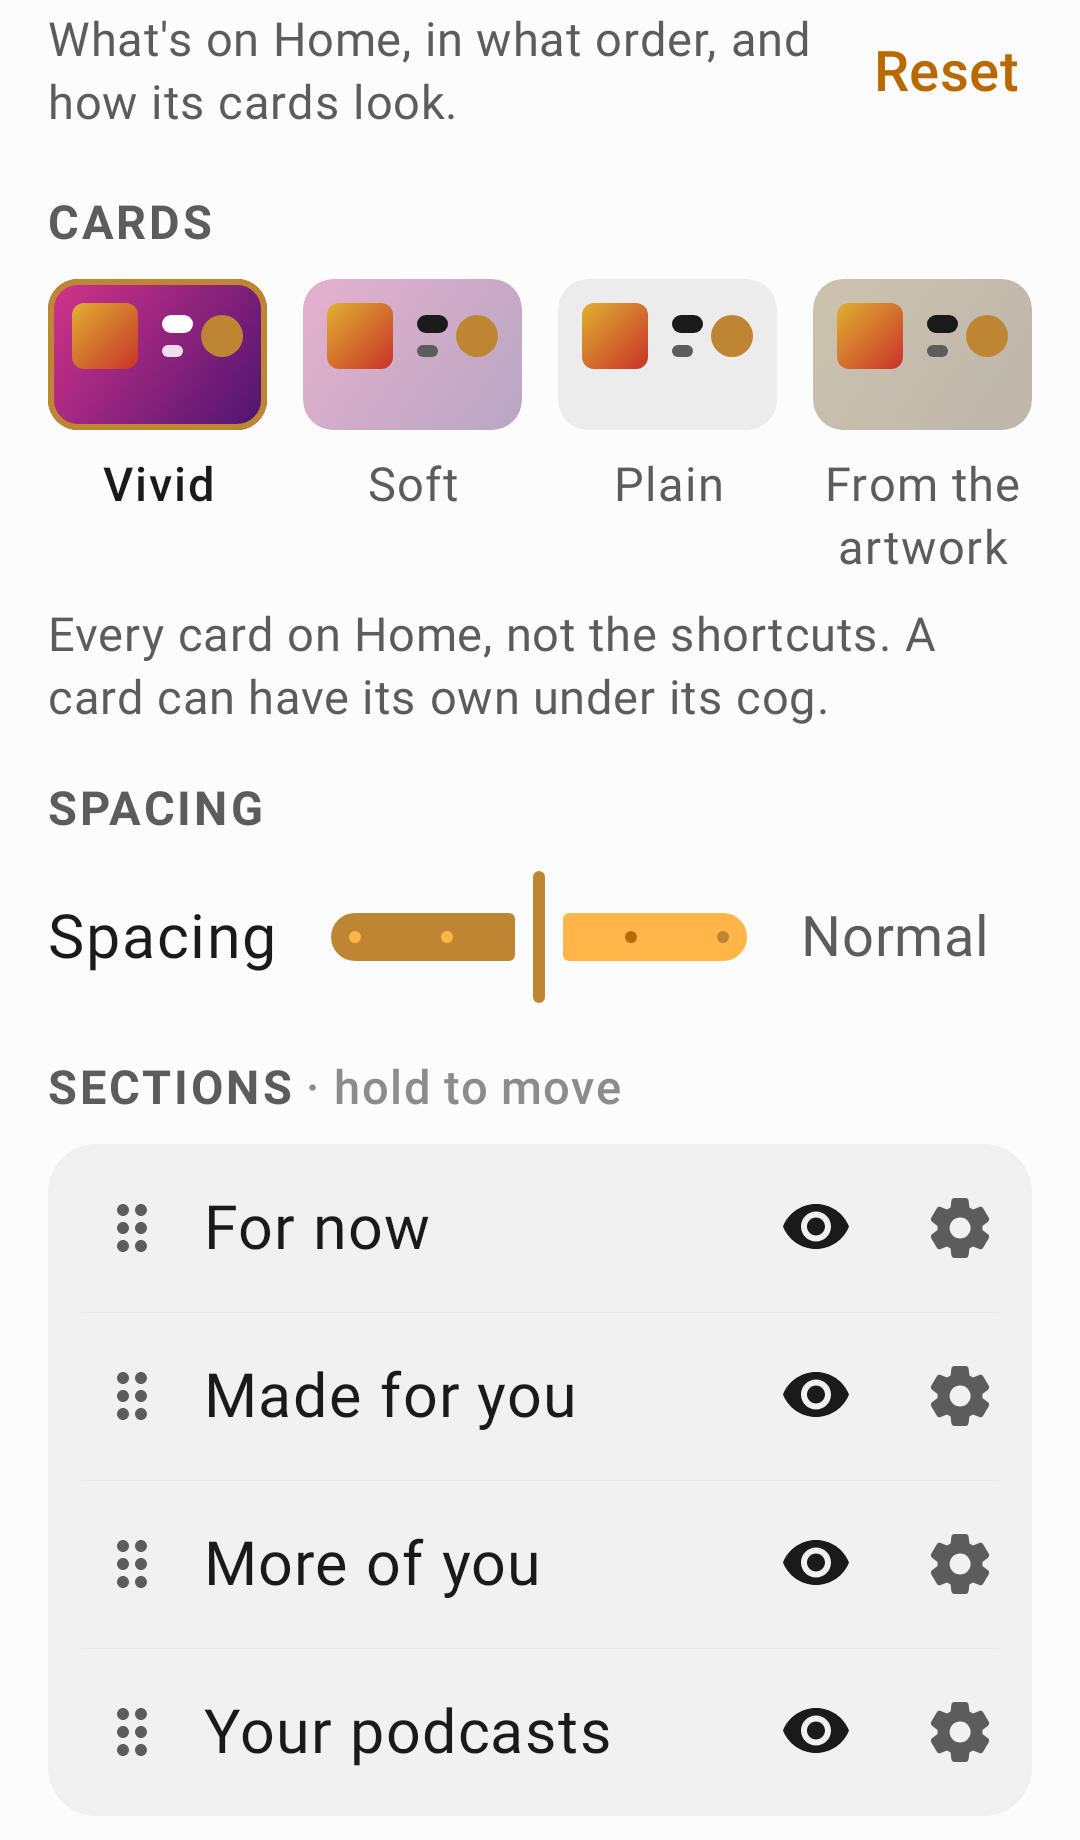 What's on Home, in what order, and
how its cards look.
Reset
CARDS
Vivid
Soft
Plain
From the
artwork
Every card on Home, not the shortcuts. A
card can have its own under its cog.
SPACING
Spacing
Normal
SECTIONS · hold to move
For now
Made for you
More of you
Your podcasts